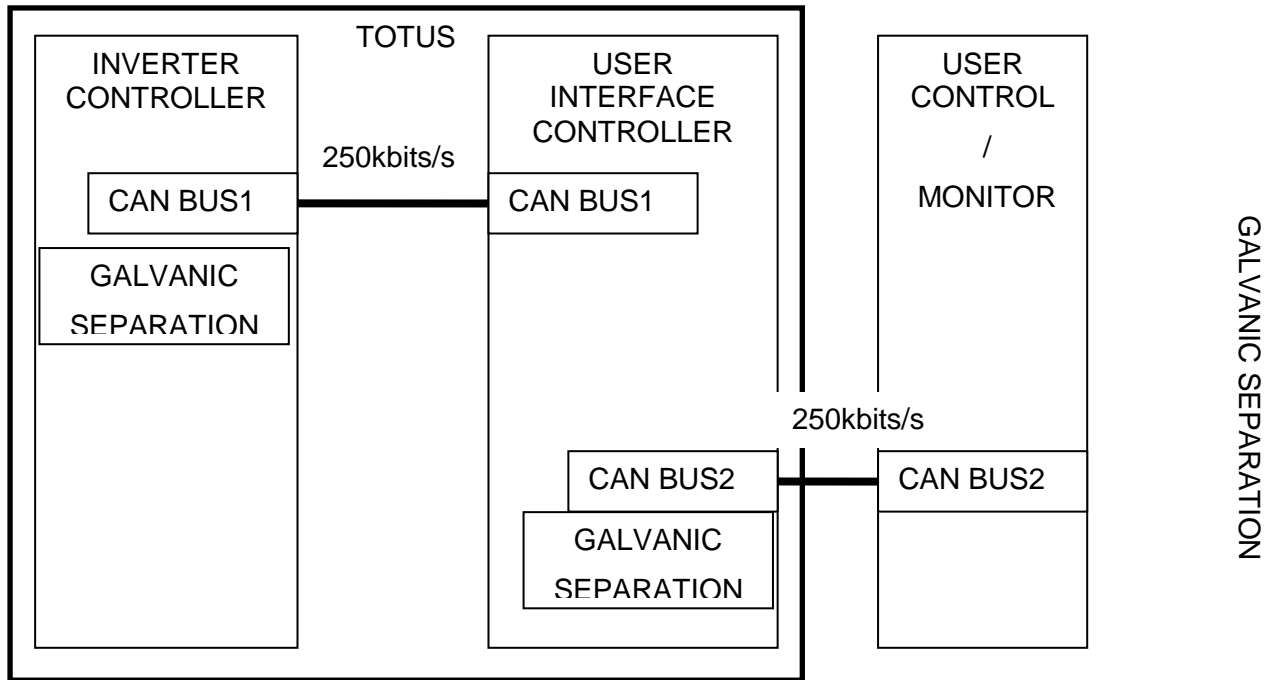 TOTUS
INVERTER
CONTROLLER
USER
INTERFACE
CONTROLLER
USER
CONTROL
/
MONITOR
250kbits/s
CAN BUS1
CAN BUS1
GALVANIC
SEPARATION
250kbits/s
CAN BUS2
CAN BUS2
GALVANIC
SEPARATION
GALVANIC SEPARATION